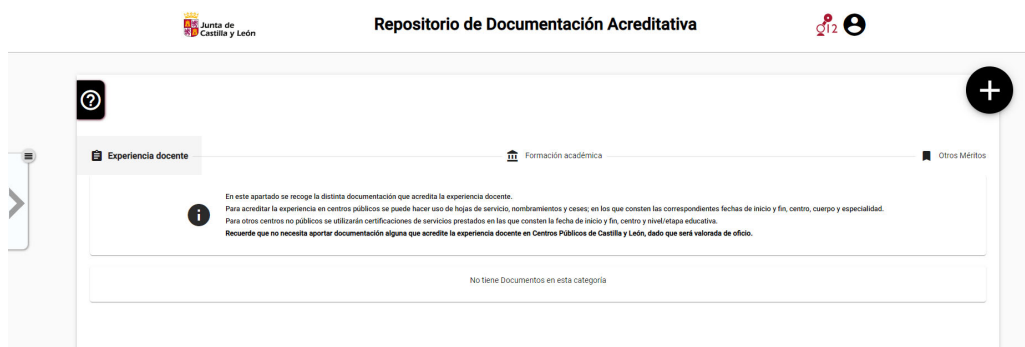 Junta de
Castilla y León
Repositorio de Documentación Acreditativa
012
Experiencia docente
Formación académica
Otros Méritos
En este apartado se recoge la distinta documentación que acredita la experiencia docente.
Para acreditar la experiencia en centros públicos se puede hacer uso de hojas de servicio, nombramientos y ceses; en los que consten las correspondientes fechas de inicio y fin, centro, cuerpo y especialidad.
Para otros centros no públicos se utilizarán certificaciones de servicios prestados en las que consten la fecha de inicio y fin, centro y nivel/etapa educativa.
Recuerde que no necesita aportar documentación alguna que acredite la experiencia docente en Centros Públicos de Castilla y León, dado que será valorada de oficio.
No tiene Documentos en esta categoría